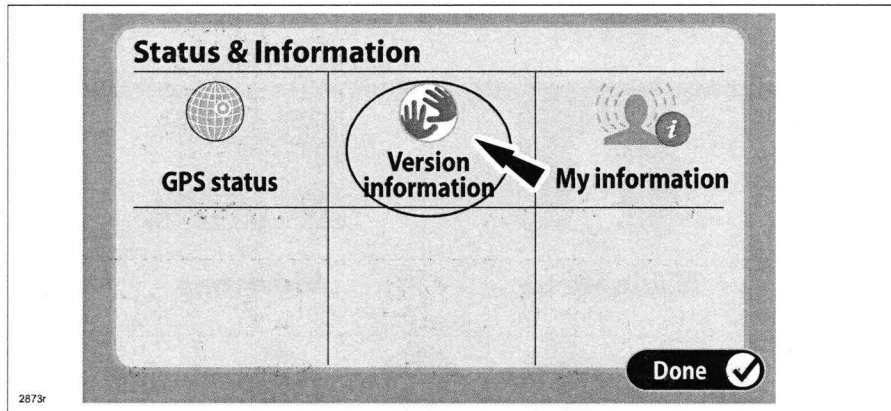 Status & Information
GPS status
Version
information
My information
Done
2873r